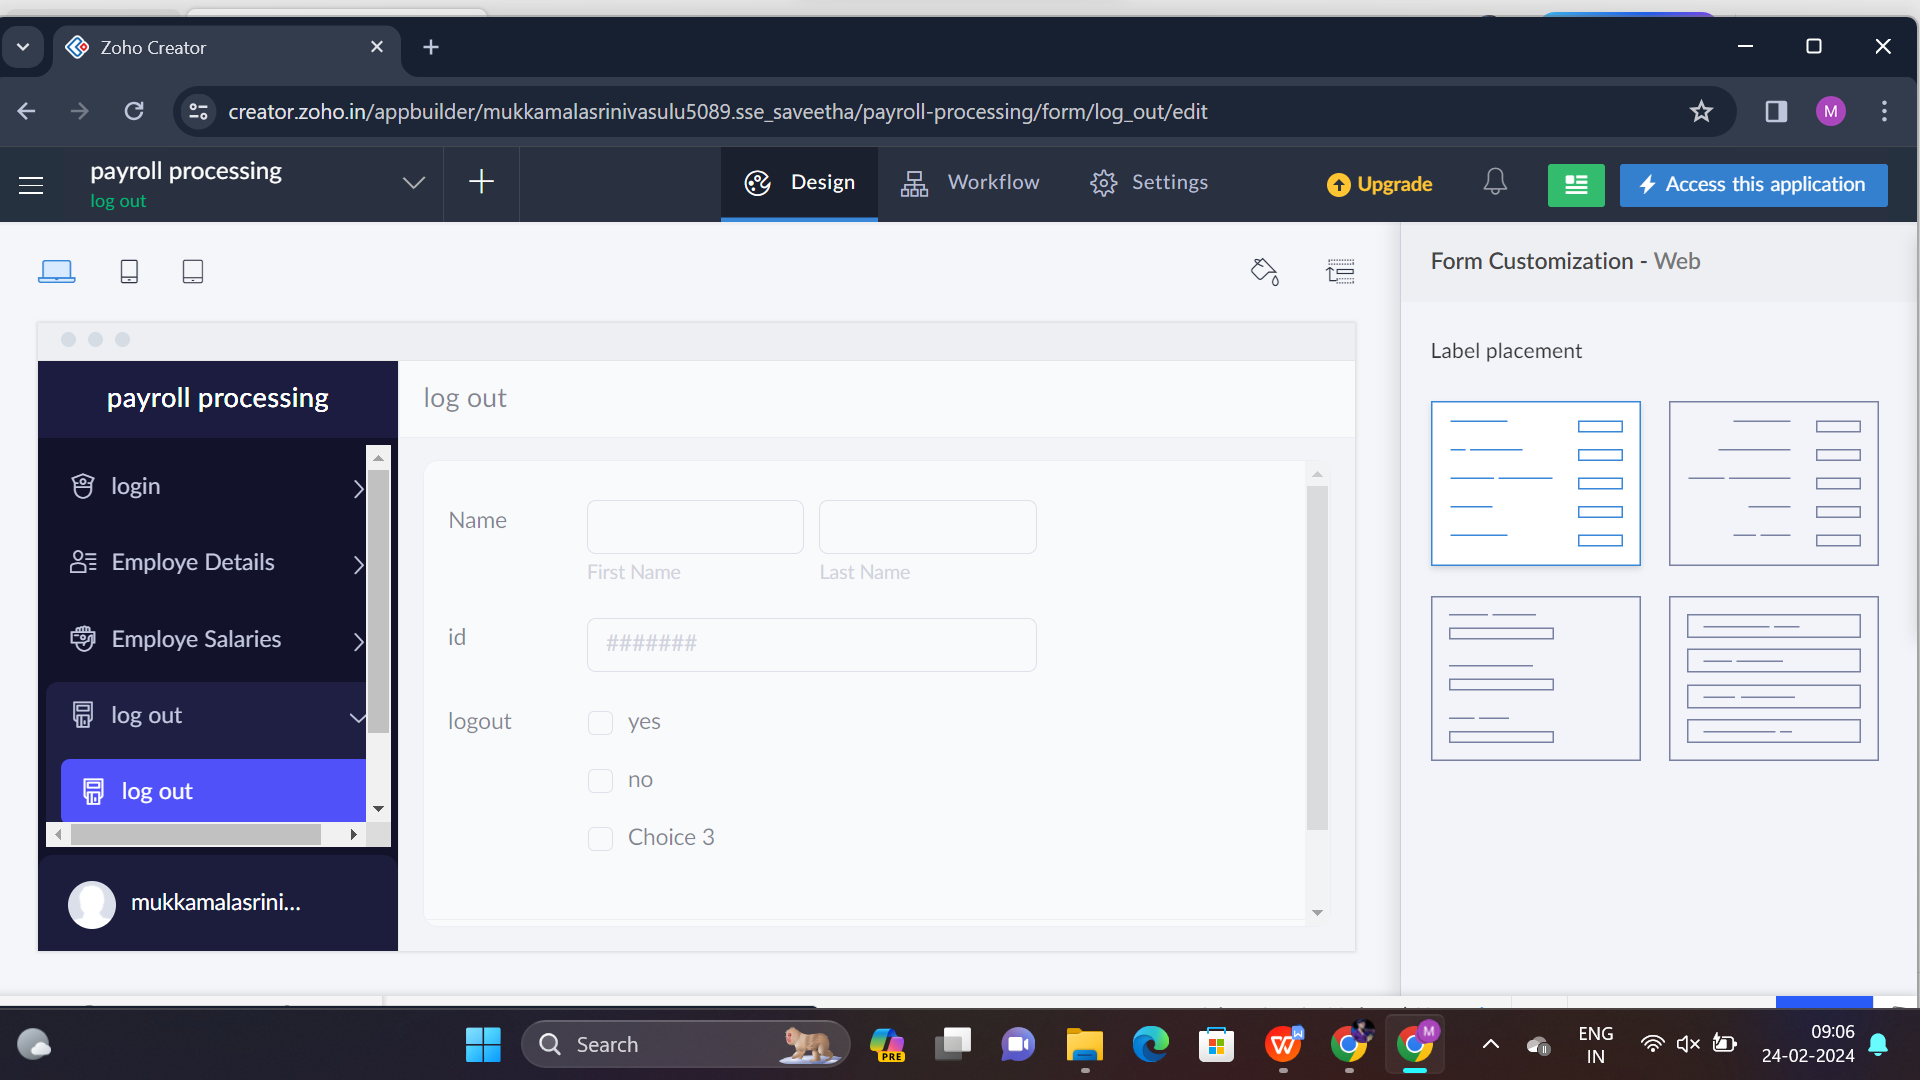 Zoho Creator
creator.zoho.in/appbuilder/mukkamalasrinivasulu5089.sse_saveetha/payroll-processing/form/log_out/edit
M
payroll processing
log out
Design
Workflow
Settings
Upgrade
Access this application
Form Customization - Web
Label placement
payroll processing
login
Employe Details
Employe Salaries
log out
log out
mukkamalasrini...
log out
Name
First Name
Last Name
id
#######
logout
yes
no
Choice 3
Search
PRE
W
M
ENG
IN
09:06
24-02-2024